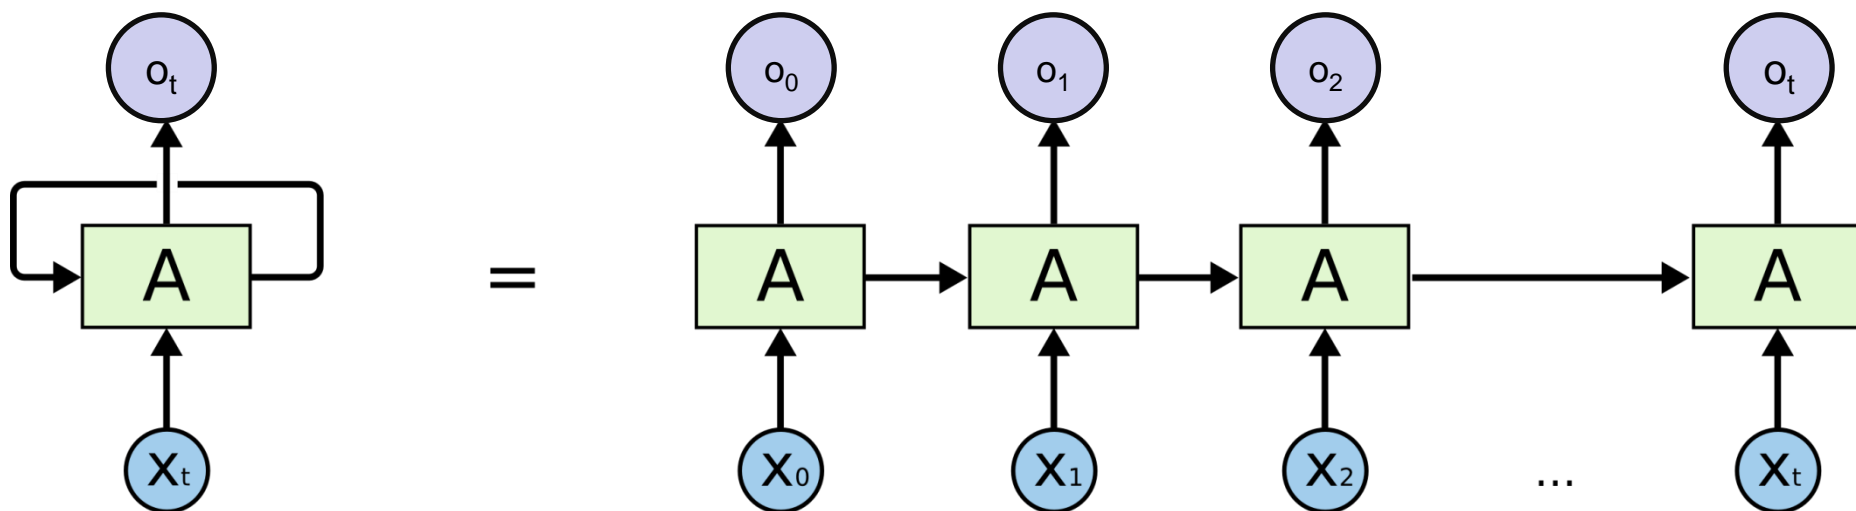 oₜ o₀ o₁ o₂ oₜ
A = A A A A
Xₜ X₀ X₁ X₂ ... Xₜ